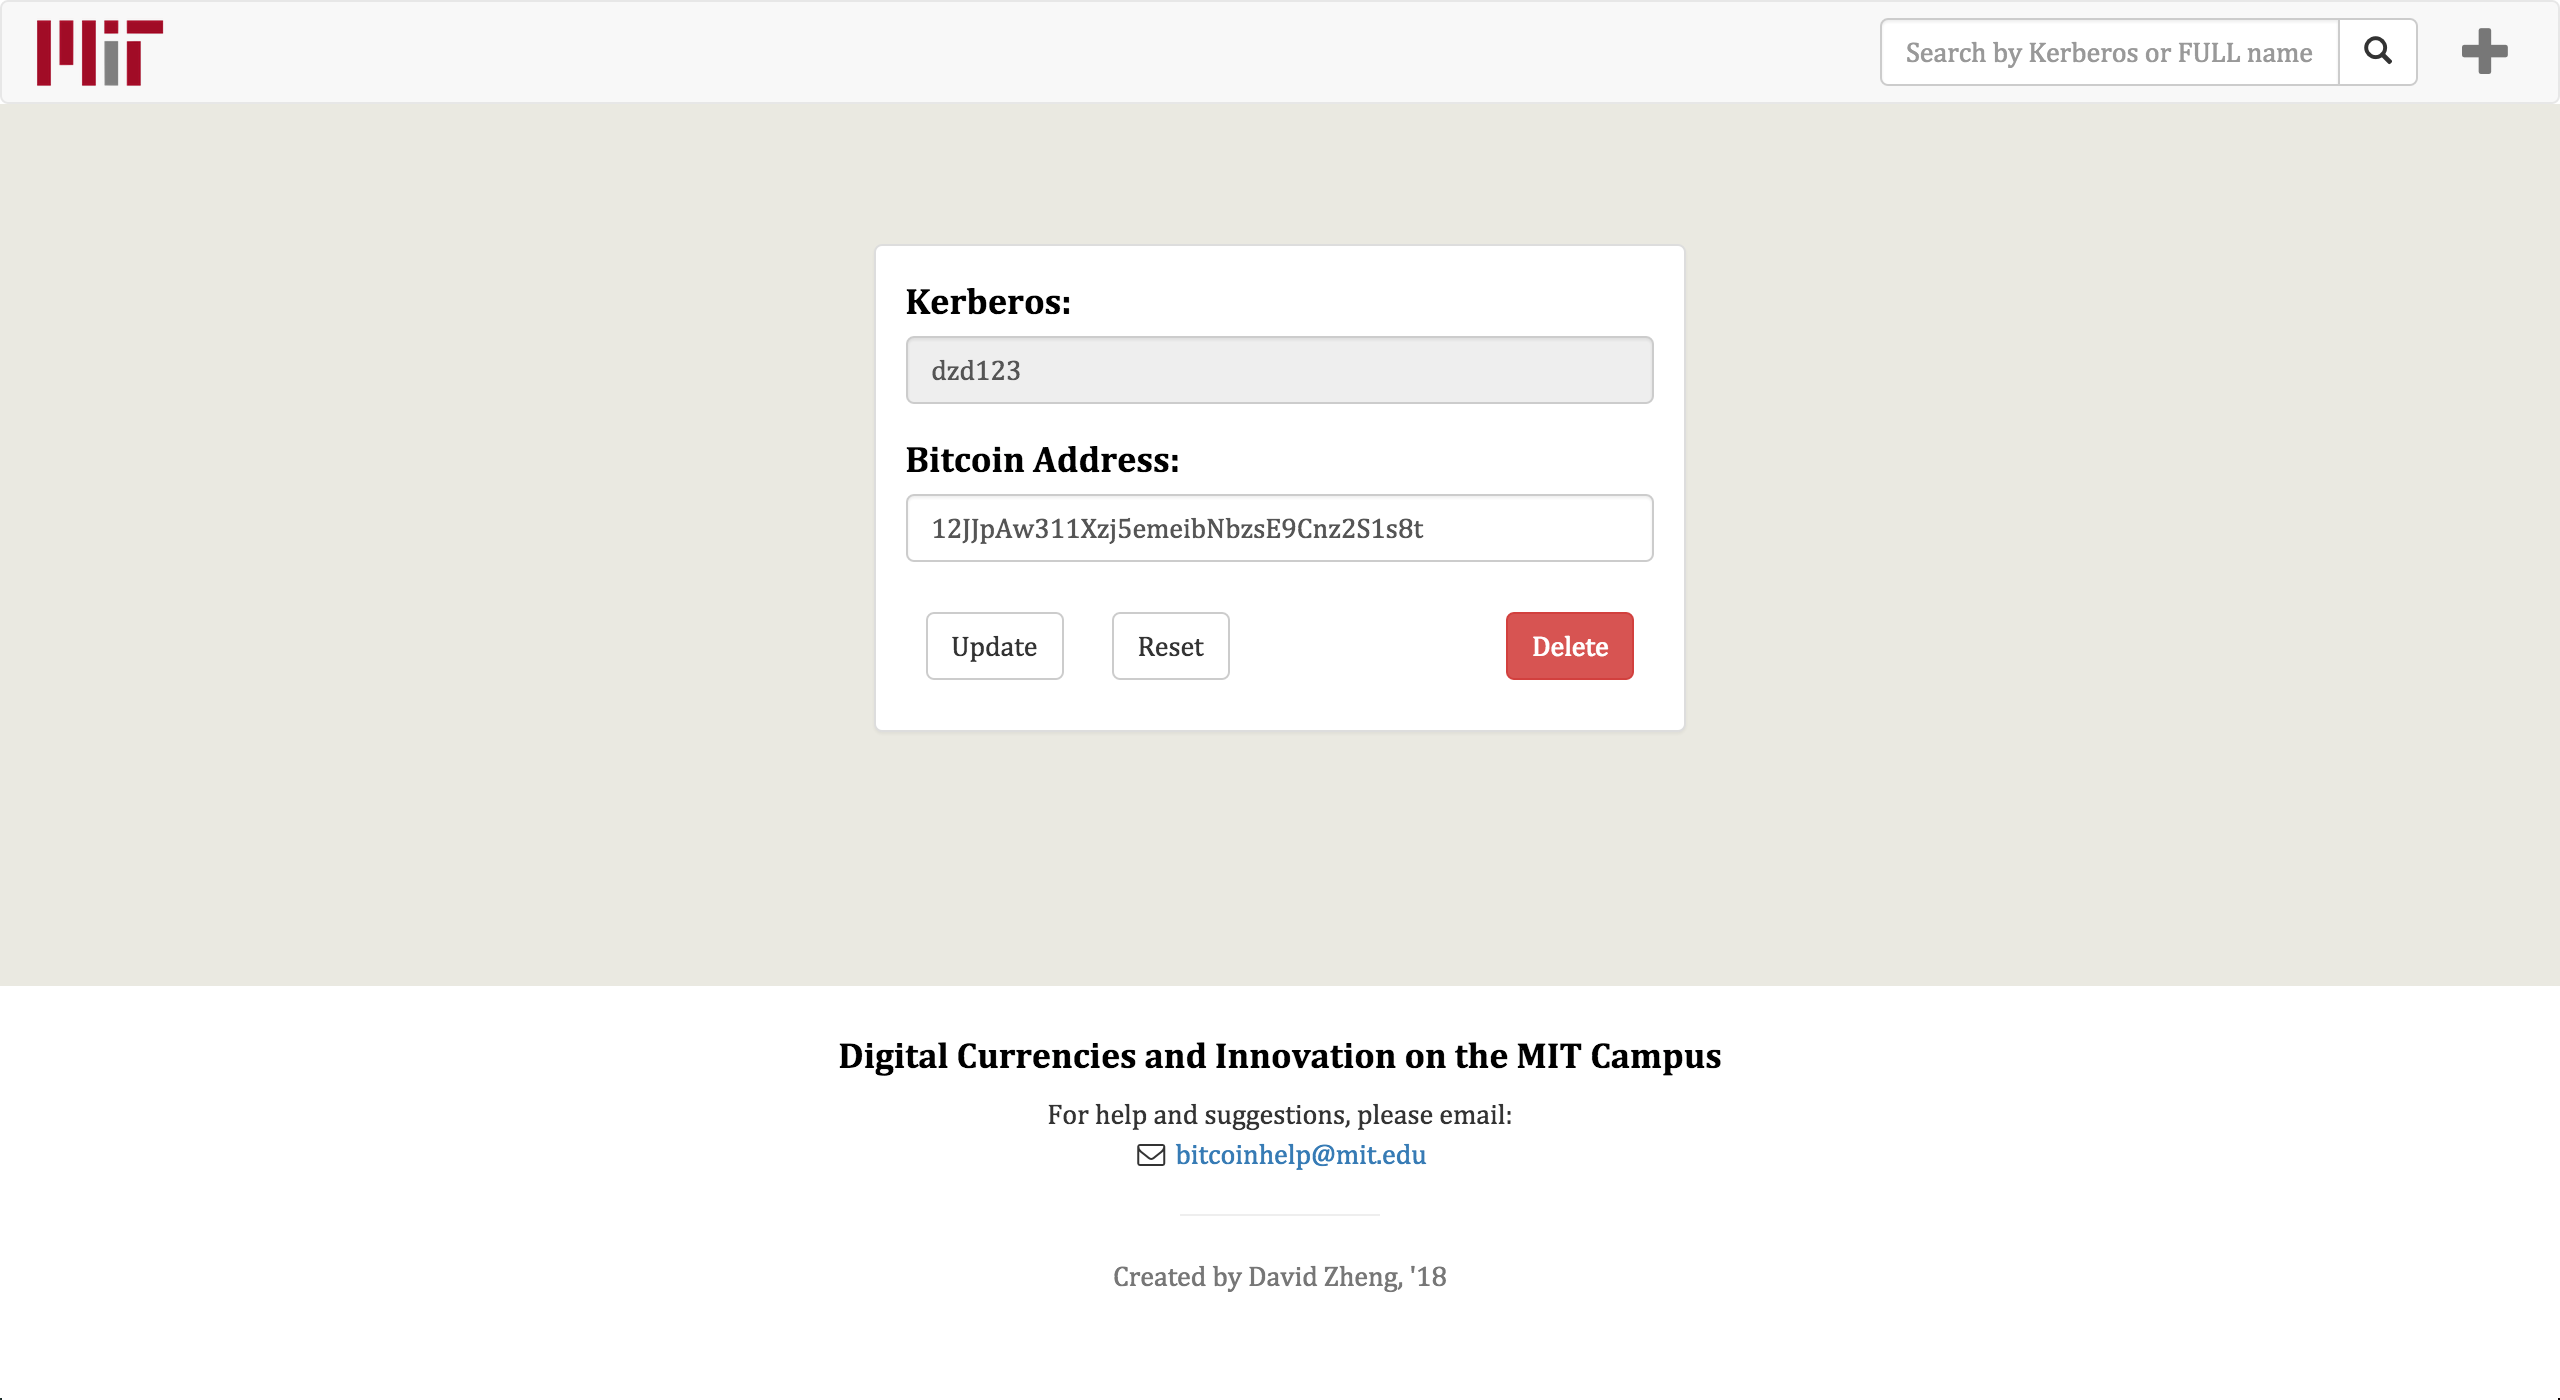 MIT
Search by Kerberos or FULL name
Kerberos:
dzd123
Bitcoin Address:
12JJpAw311Xzj5emeibNbzsE9Cnz2S1s8t
Update Reset Delete
Digital Currencies and Innovation on the MIT Campus
For help and suggestions, please email:
bitcoinhelp@mit.edu
Created by David Zheng, '18